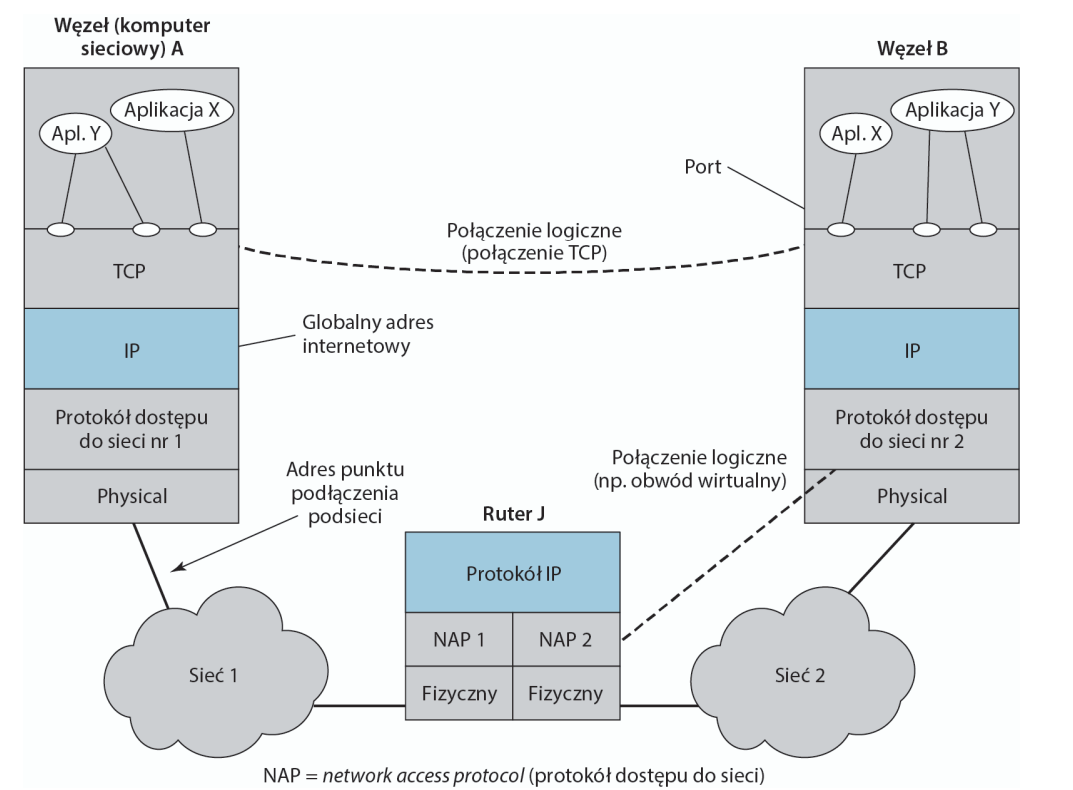 Węzeł (komputer
sieciowy) A
Węzeł B
Aplikacja X
Apl. Y
Aplikacja Y
Apl. X
Port
Połączenie logiczne
(połączenie TCP)
TCP
TCP
Globalny adres
internetowy
IP
IP
Protokół dostępu
do sieci nr 1
Protokół dostępu
do sieci nr 2
Adres punktu
podłączenia
podsieci
Połączenie logiczne
(np. obwód wirtualny)
Physical
Physical
Ruter J
Protokół IP
NAP 1
NAP 2
Fizyczny
Fizyczny
Sieć 1
Sieć 2
NAP = network access protocol (protokół dostępu do sieci)